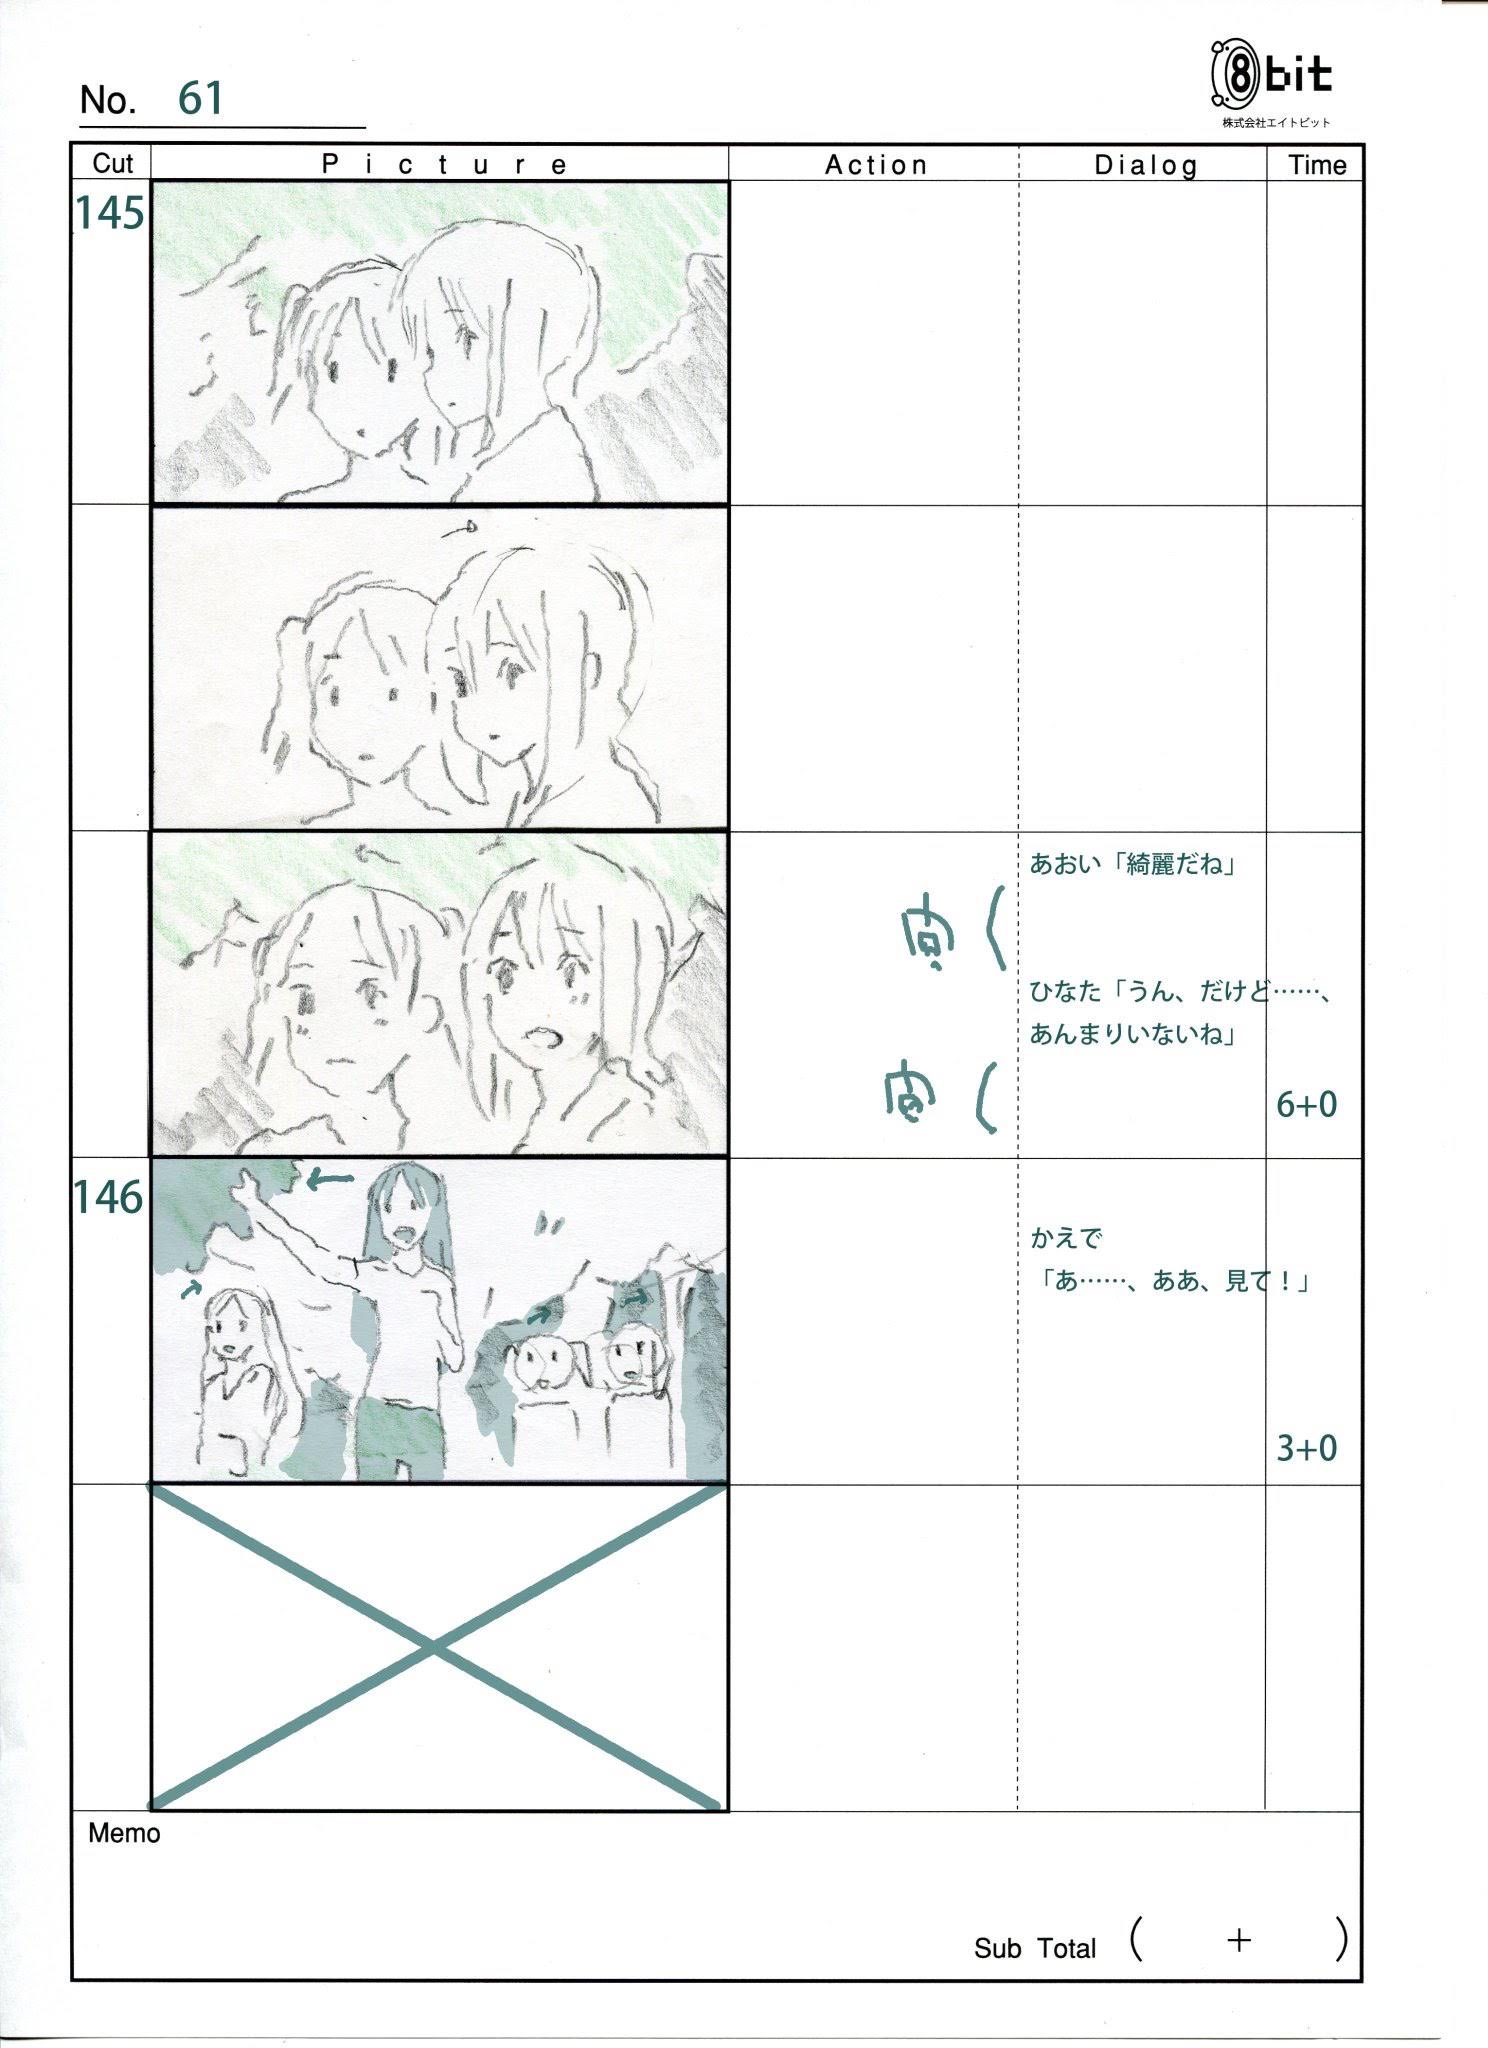 No. 61
8bit
株式会社エイトビット
Cut Picture Action Dialog Time
145
あおい「綺麗だね」
間
ひなた「うん、だけど……、
あんまりいないね」
間
6+0
146
かえで
「あ……、ああ、見て!」
3+0
Memo
Sub Total ( + )